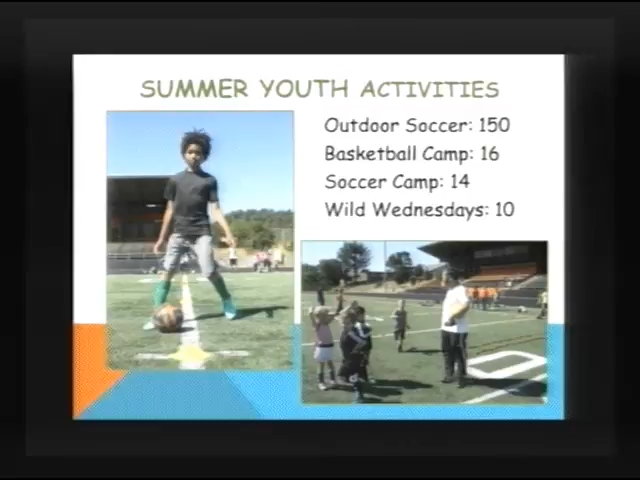 SUMMER YOUTH ACTIVITIES
Outdoor Soccer: 150
Basketball Camp: 16
Soccer Camp: 14
Wild Wednesdays: 10